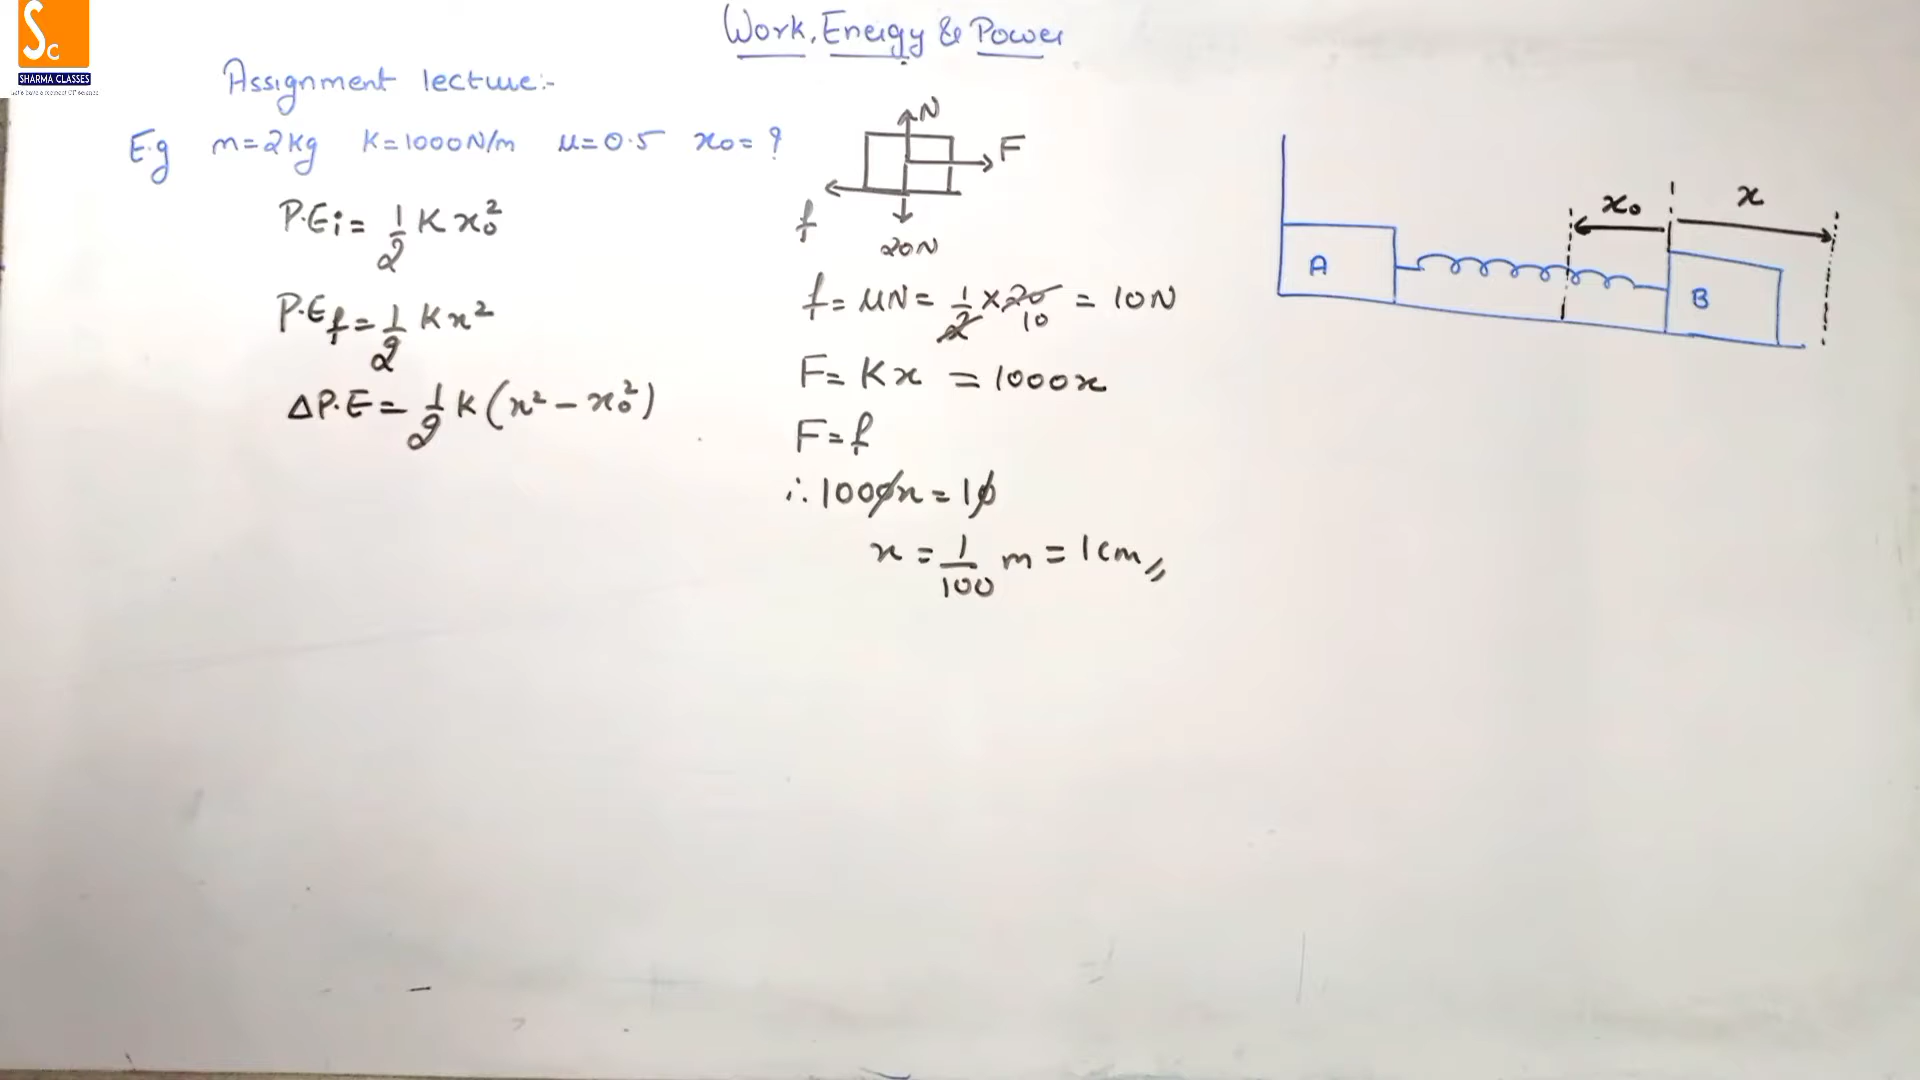 Sc
SHARMA CLASSES
Work, Energy & Power
Assignment lecture:-
E.g m=2kg K=1000N/m μ=0.5 x₀=?
P.Ei = 1/2 K x₀²
P.Ef = 1/2 K x²
ΔP.E = 1/2 K (x² − x₀²)
N
F
f
20N
f = μN = 1/2 × 20 = 10N
10
F = Kx = 1000x
F = f
∴ 1000x = 10
x = 1/100 m = 1cm
x₀
x
A
B